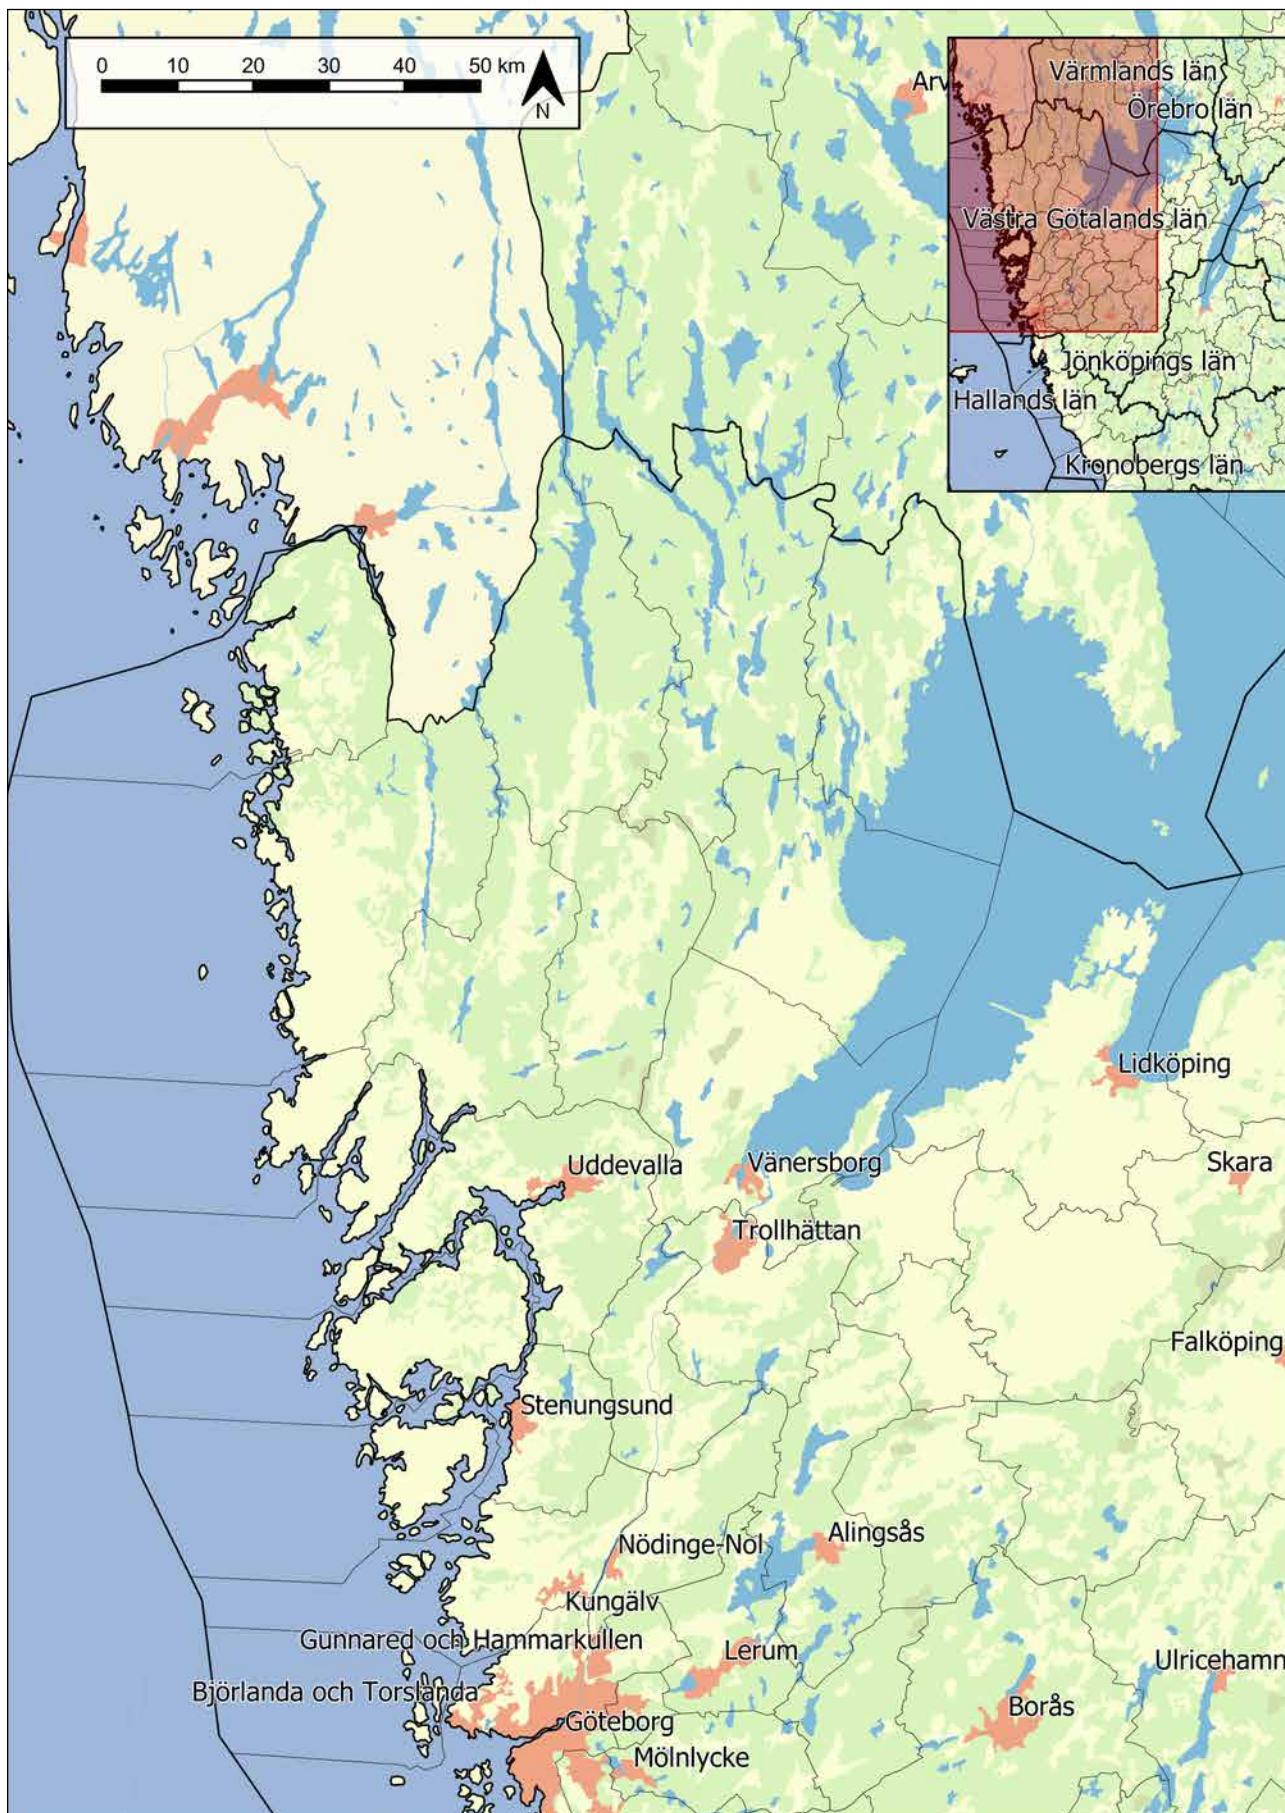 0 10 20 30 40 50 km
N
Arv
Värmlands län
Örebro län
Västra Götalands län
Jönköpings län
Hallands län
Kronobergs län
Lidköping
Uddevalla
Vänersborg
Skara
Trollhättan
Falköping
Stenungsund
Alingsås
Nödinge-Nol
Kungälv
Gunnared och Hammarkullen
Lerum
Ulricehamn
Björlanda och Torslanda
Borås
Göteborg
Mölnlycke